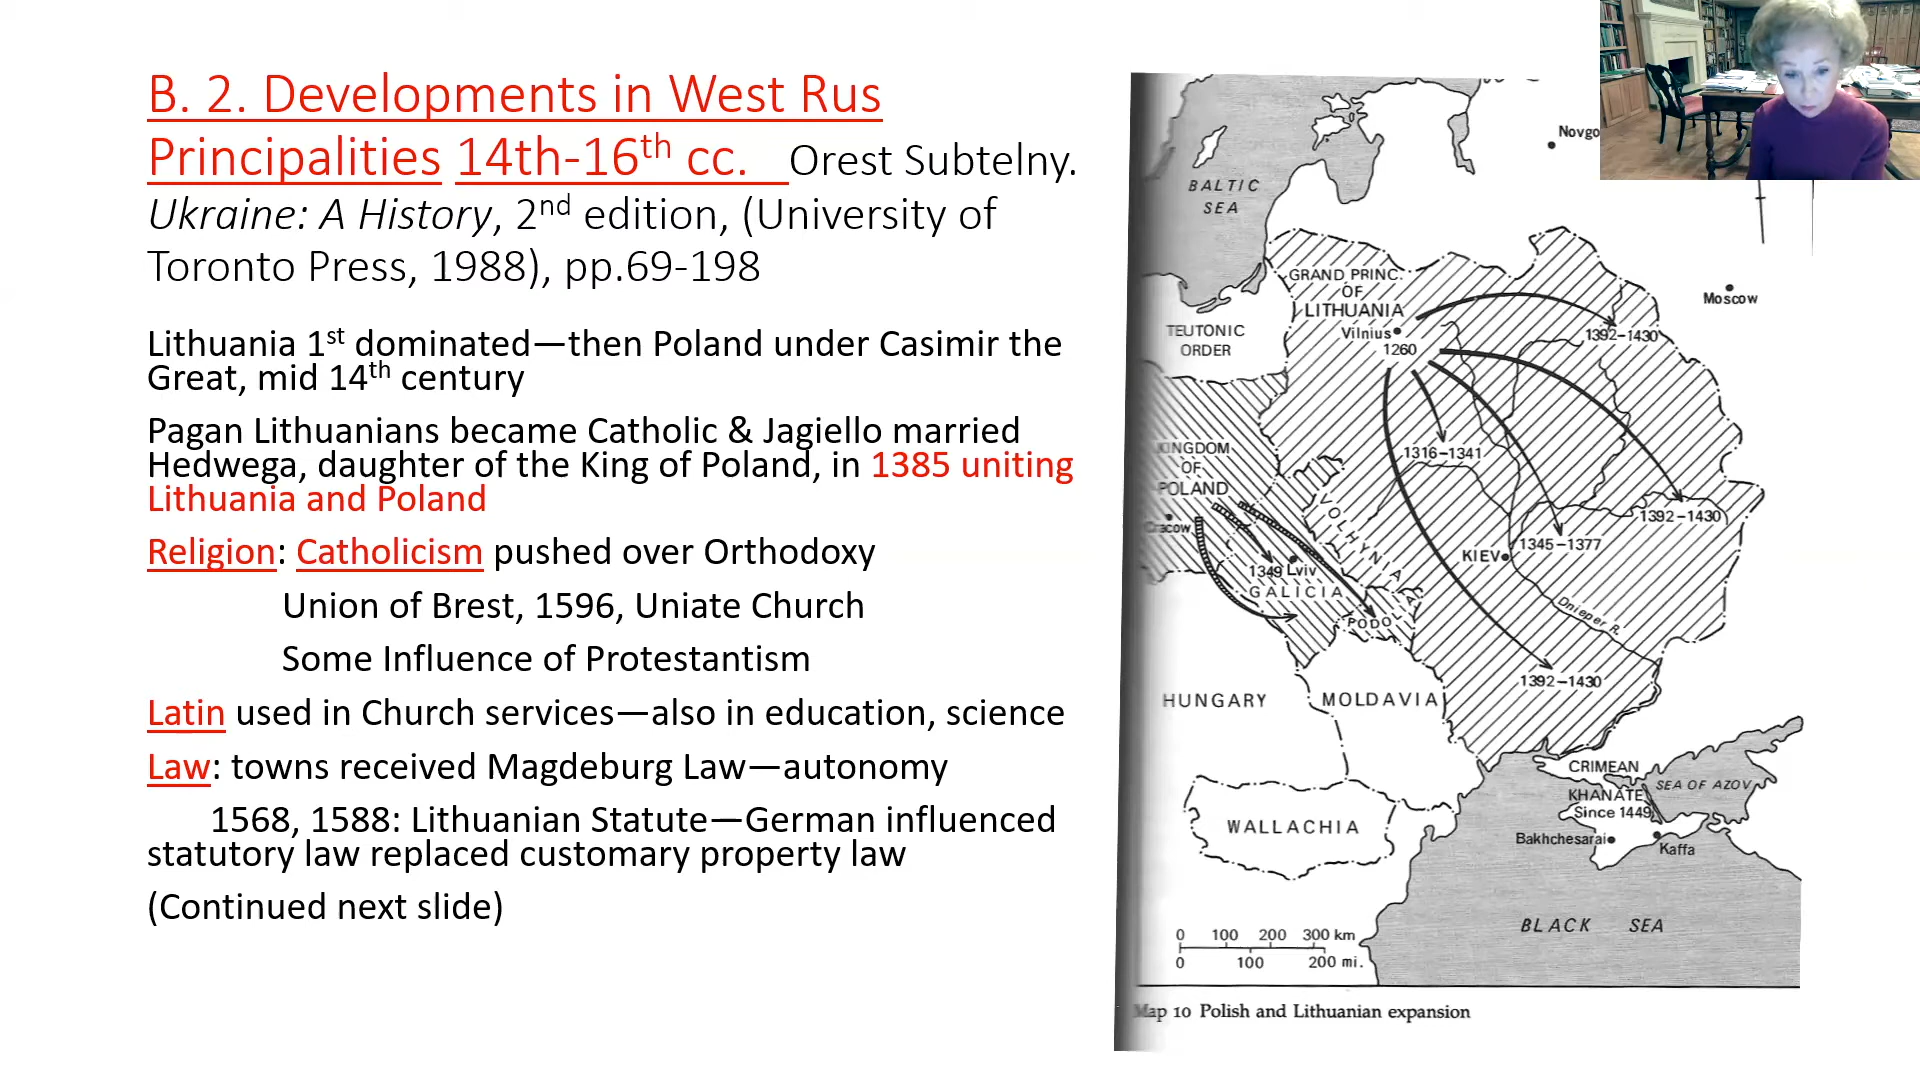 B. 2. Developments in West Rus
Principalities 14th-16th cc. Orest Subtelny.
Ukraine: A History, 2nd edition, (University of
Toronto Press, 1988), pp.69-198
Lithuania 1st dominated—then Poland under Casimir the
Great, mid 14th century
Pagan Lithuanians became Catholic & Jagiello married
Hedwega, daughter of the King of Poland, in 1385 uniting
Lithuania and Poland
Religion: Catholicism pushed over Orthodoxy
Union of Brest, 1596, Uniate Church
Some Influence of Protestantism
Latin used in Church services—also in education, science
Law: towns received Magdeburg Law—autonomy
1568, 1588: Lithuanian Statute—German influenced
statutory law replaced customary property law
(Continued next slide)
Novgo
BALTIC
SEA
GRAND PRINC.
OF
LITHUANIA
Vilnius
1260
Moscow
TEUTONIC
ORDER
1392–1430
KINGDOM
OF
POLAND
Cracow
1316–1341
VOLHYNIA
1392–1430
1345–1377
KIEV
1349 Lviv
GALICIA
PODOLIA
Dnieper R.
1392–1430
HUNGARY
MOLDAVIA
CRIMEAN
KHANATE
Since 1449
SEA OF AZOV
WALLACHIA
Bakhchesarai
Kaffa
BLACK SEA
0 100 200 300 km
0 100 200 mi.
Map 10 Polish and Lithuanian expansion